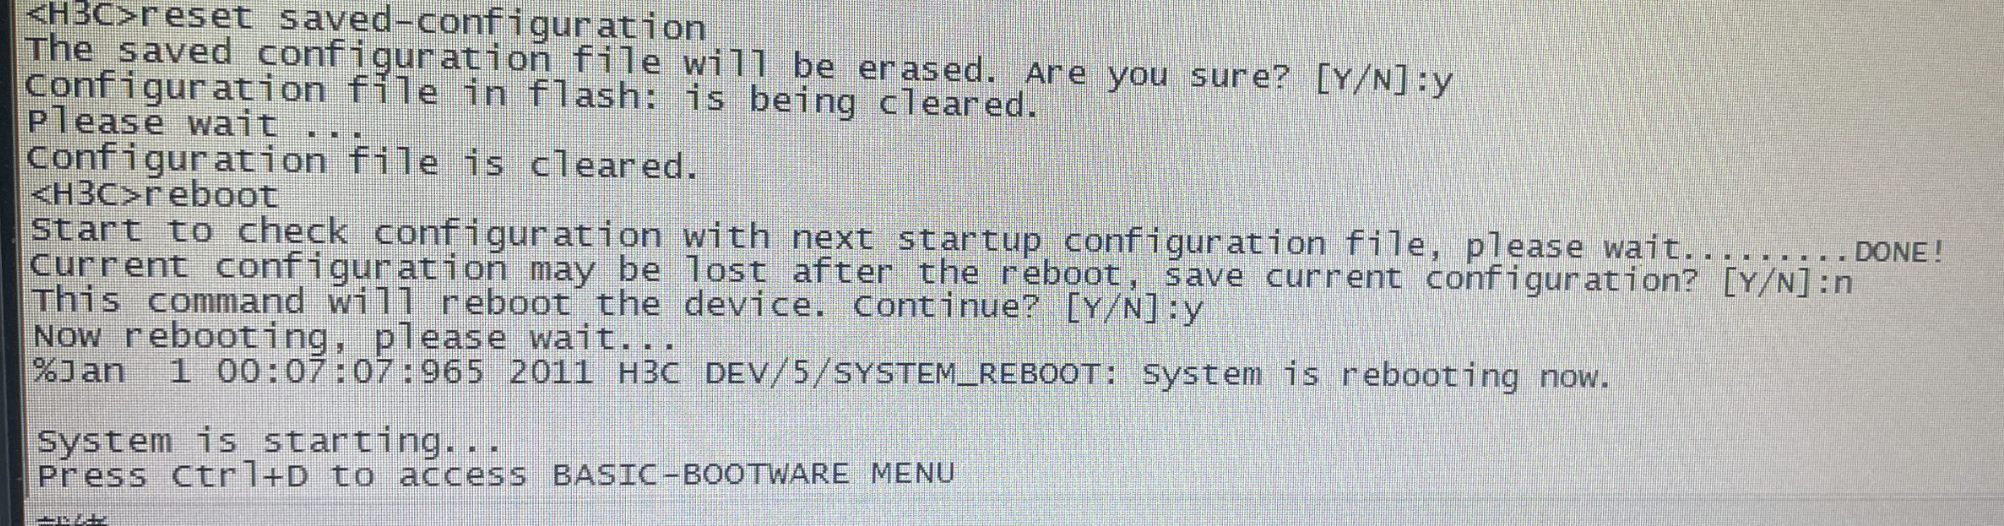 <H3C>reset saved-configuration
The saved configuration file will be erased. Are you sure? [Y/N]:y
Configuration file in flash: is being cleared.
Please wait ...
Configuration file is cleared.
<H3C>reboot
Start to check configuration with next startup configuration file, please wait.........DONE!
Current configuration may be lost after the reboot, save current configuration? [Y/N]:n
This command will reboot the device. Continue? [Y/N]:y
Now rebooting, please wait...
%Jan  1 00:07:07:965 2011 H3C DEV/5/SYSTEM_REBOOT: System is rebooting now.
System is starting...
Press Ctrl+D to access BASIC-BOOTWARE MENU